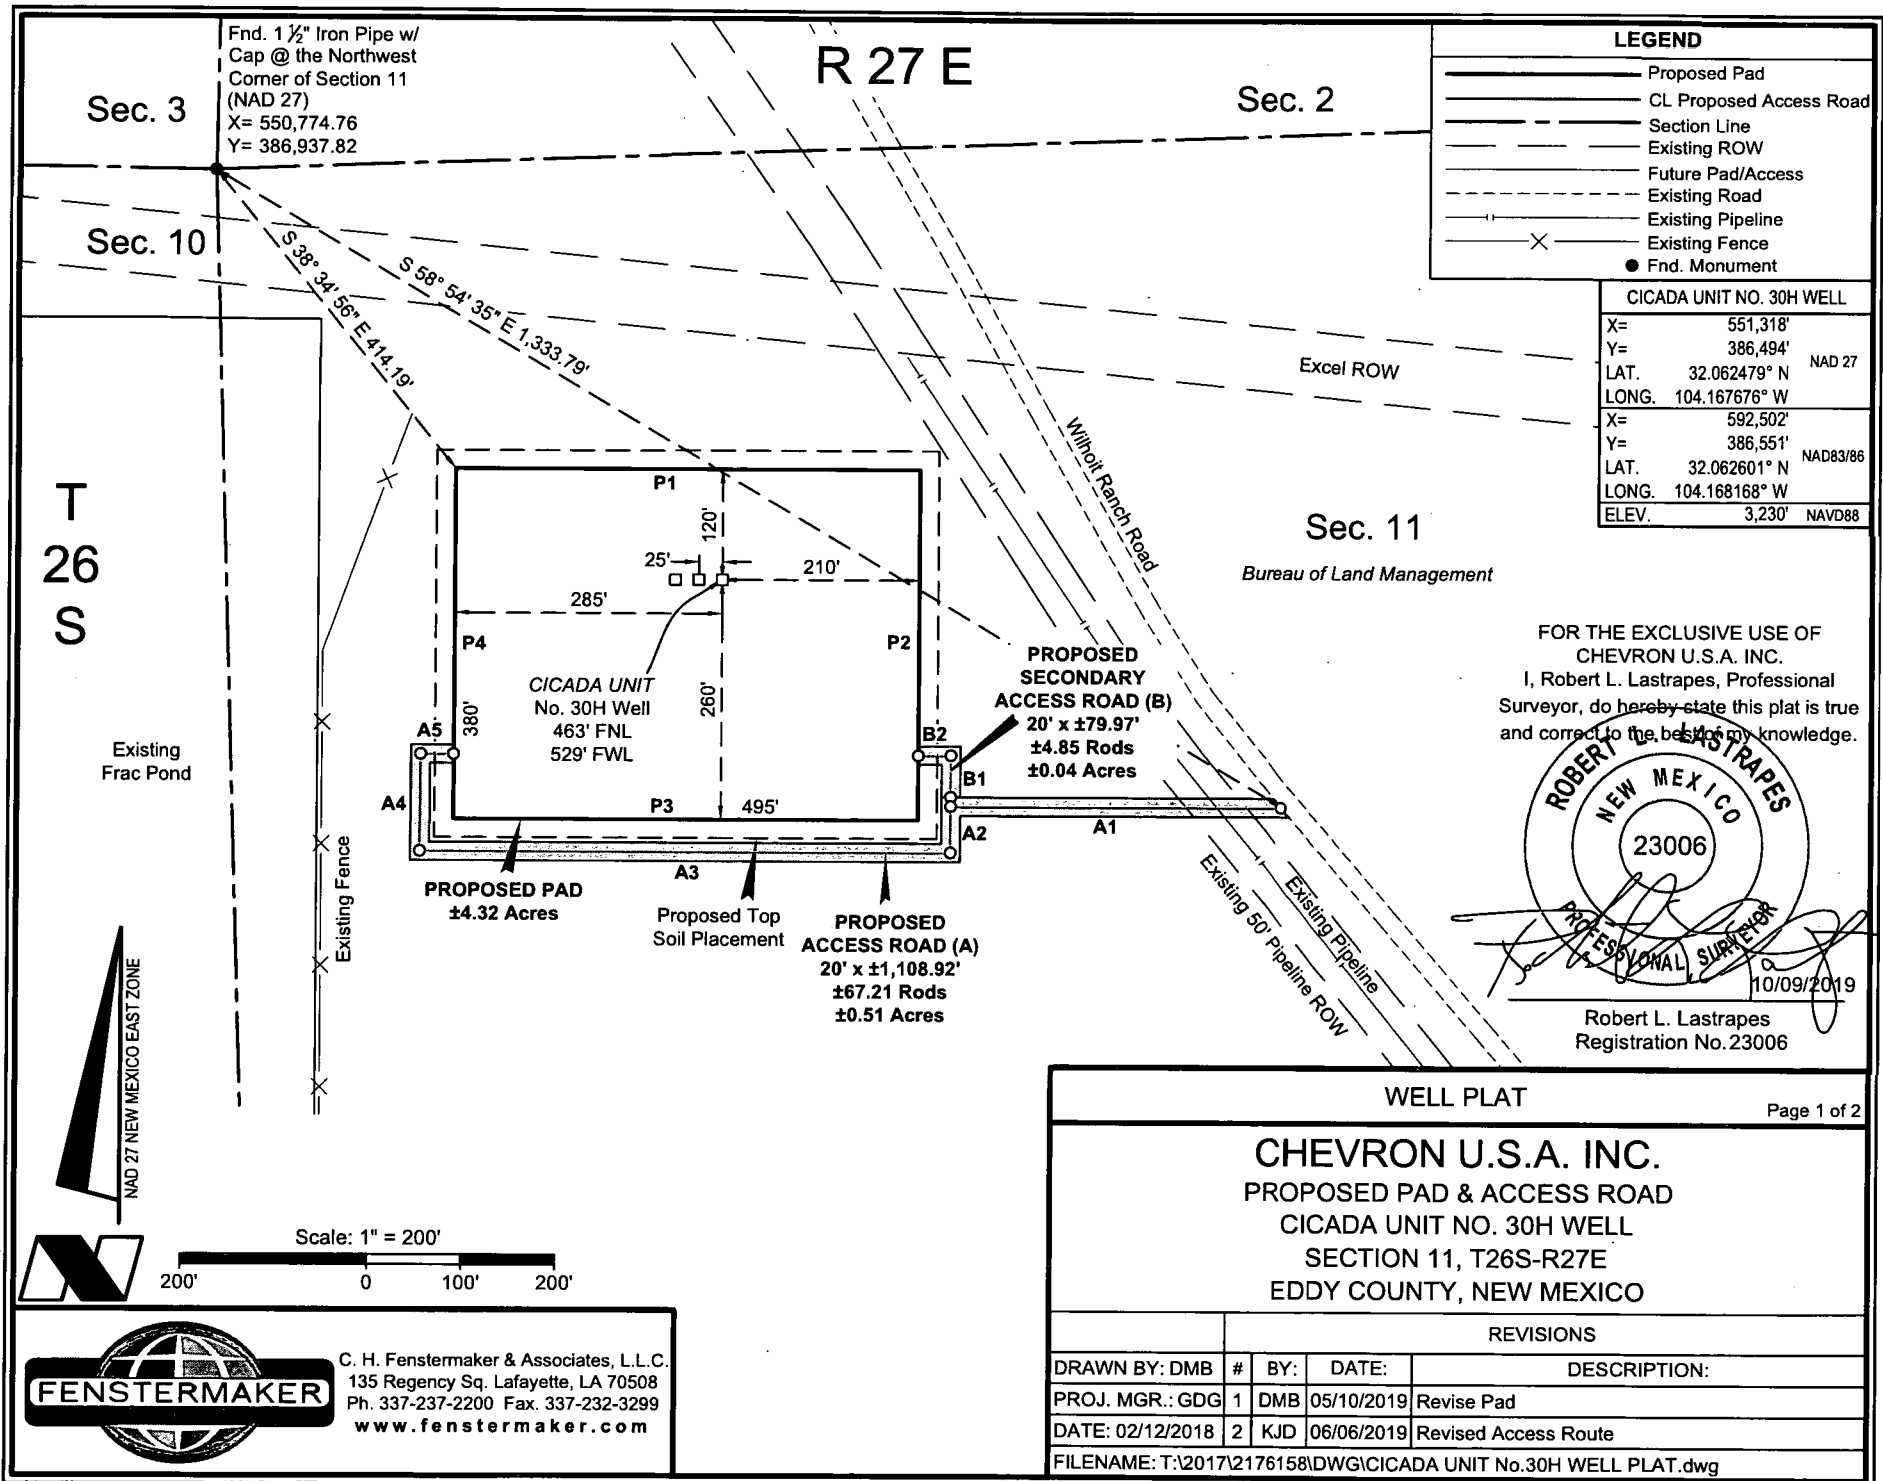 Fnd. 1 ½" Iron Pipe w/
Cap @ the Northwest
Corner of Section 11
(NAD 27)
X= 550,774.76
Y= 386,937.82
R 27 E
Sec. 3
Sec. 2
Sec. 10
LEGEND
Proposed Pad
CL Proposed Access Road
Section Line
Existing ROW
Future Pad/Access
Existing Road
Existing Pipeline
Existing Fence
Fnd. Monument
CICADA UNIT NO. 30H WELL
X= 551,318'
Y= 386,494' NAD 27
LAT. 32.062479° N
LONG. 104.167676° W
X= 592,502'
Y= 386,551' NAD83/86
LAT. 32.062601° N
LONG. 104.168168° W
ELEV. 3,230' NAVD88
S 38° 34' 56" E 414.19'
S 58° 54' 35" E 1,333.79'
Excel ROW
Wilhoit Ranch Road
T
26
S
Sec. 11
Bureau of Land Management
P1
120'
25'
210'
285'
P4
P2
CICADA UNIT
No. 30H Well
463' FNL
529' FWL
260'
380'
P3 495'
A5
A4
B2
B1
A2
A1
A3
PROPOSED
SECONDARY
ACCESS ROAD (B)
20' x ±79.97'
±4.85 Rods
±0.04 Acres
Existing
Frac Pond
Existing Fence
PROPOSED PAD
±4.32 Acres
Proposed Top
Soil Placement
PROPOSED
ACCESS ROAD (A)
20' x ±1,108.92'
±67.21 Rods
±0.51 Acres
Existing 50' Pipeline ROW
Existing Pipeline
FOR THE EXCLUSIVE USE OF
CHEVRON U.S.A. INC.
I, Robert L. Lastrapes, Professional
Surveyor, do hereby state this plat is true
and correct to the best of my knowledge.
ROBERT L. LASTRAPES
NEW MEXICO
23006
PROFESSIONAL SURVEYOR
10/09/2019
Robert L. Lastrapes
Registration No. 23006
NAD 27 NEW MEXICO EAST ZONE
Scale: 1" = 200'
200' 0 100' 200'
FENSTERMAKER
C. H. Fenstermaker & Associates, L.L.C.
135 Regency Sq. Lafayette, LA 70508
Ph. 337-237-2200 Fax. 337-232-3299
www.fenstermaker.com
WELL PLAT
Page 1 of 2
CHEVRON U.S.A. INC.
PROPOSED PAD & ACCESS ROAD
CICADA UNIT NO. 30H WELL
SECTION 11, T26S-R27E
EDDY COUNTY, NEW MEXICO
REVISIONS
DRAWN BY: DMB # BY: DATE: DESCRIPTION:
PROJ. MGR.: GDG 1 DMB 05/10/2019 Revise Pad
DATE: 02/12/2018 2 KJD 06/06/2019 Revised Access Route
FILENAME: T:\2017\2176158\DWG\CICADA UNIT No.30H WELL PLAT.dwg